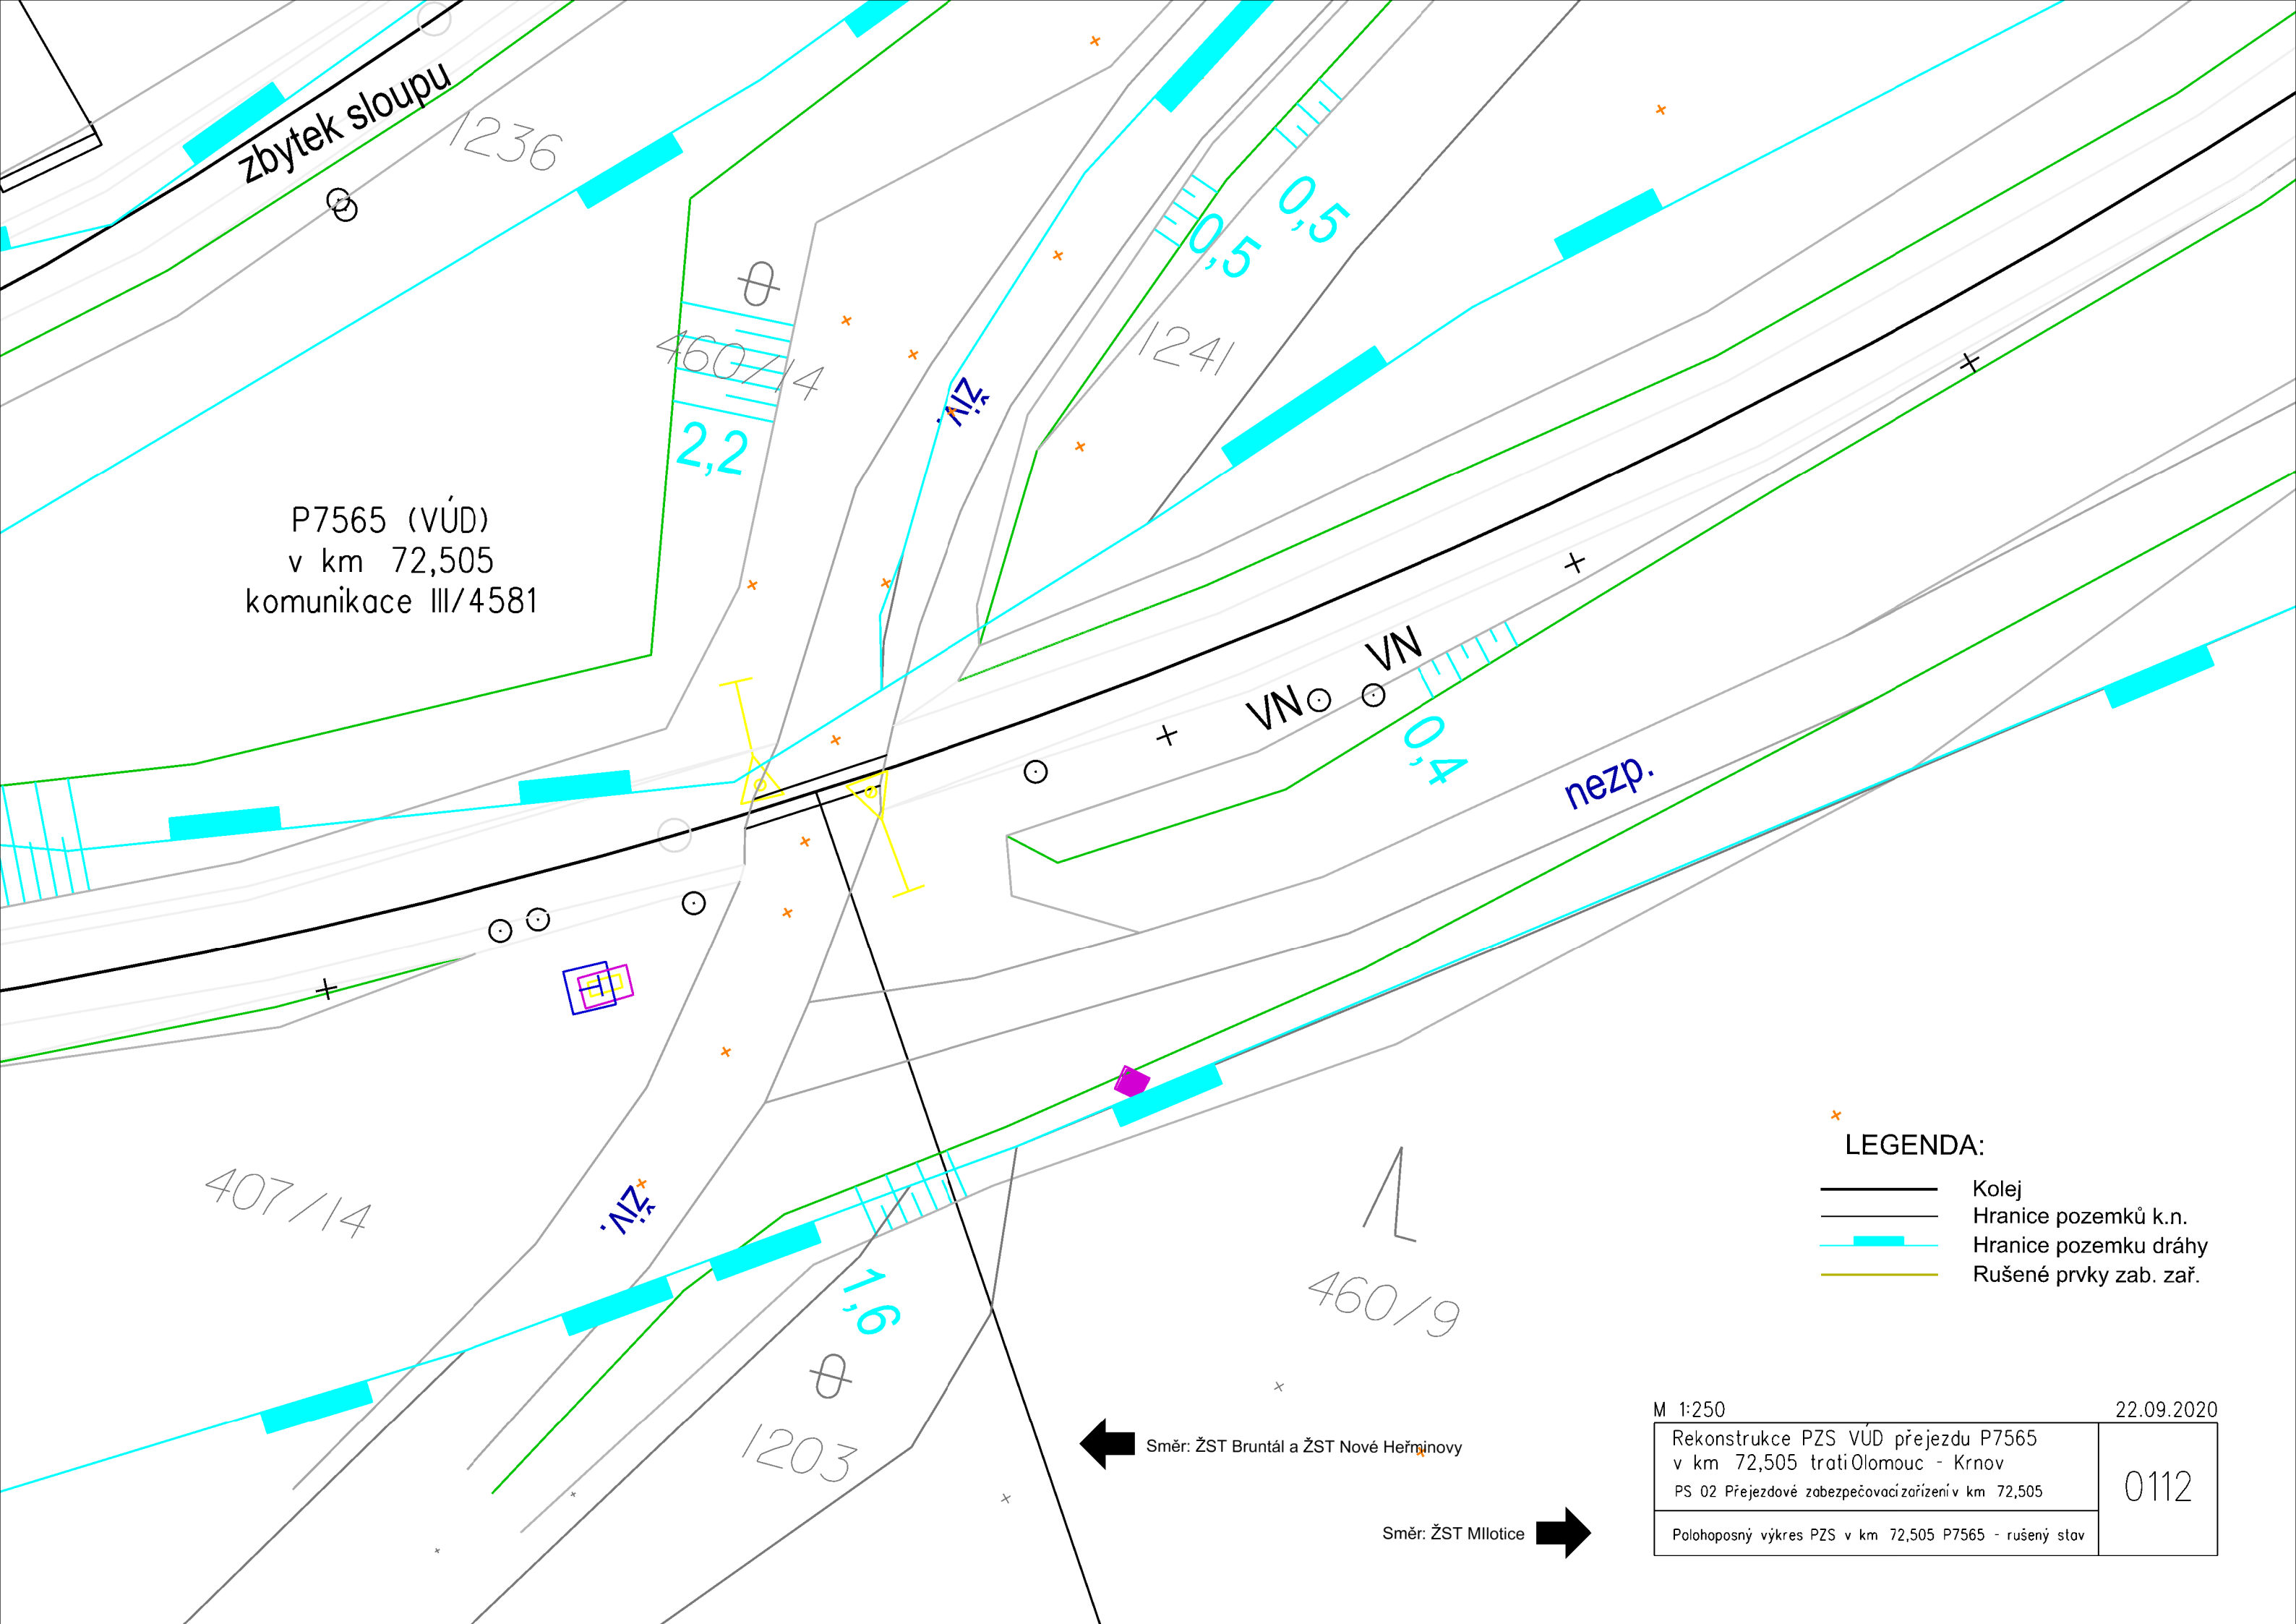 zbytek sloupu
1236
0,5
0,5
460/14
1241
živ.
2,2
P7565 (VÚD)
v km 72,505
komunikace III/4581
VN
VN
0,4
nezp.
407/14
živ.
1,6
460/9
1203
LEGENDA:
Kolej
Hranice pozemků k.n.
Hranice pozemku dráhy
Rušené prvky zab. zař.
Směr: ŽST Bruntál a ŽST Nové Heřminovy
Směr: ŽST MIlotice
M 1:250
22.09.2020
Rekonstrukce PZS VÚD přejezdu P7565
v km 72,505 trati Olomouc - Krnov
PS 02 Přejezdové zabezpečovací zařízení v km 72,505
0112
Polohoposný výkres PZS v km 72,505 P7565 - rušený stav